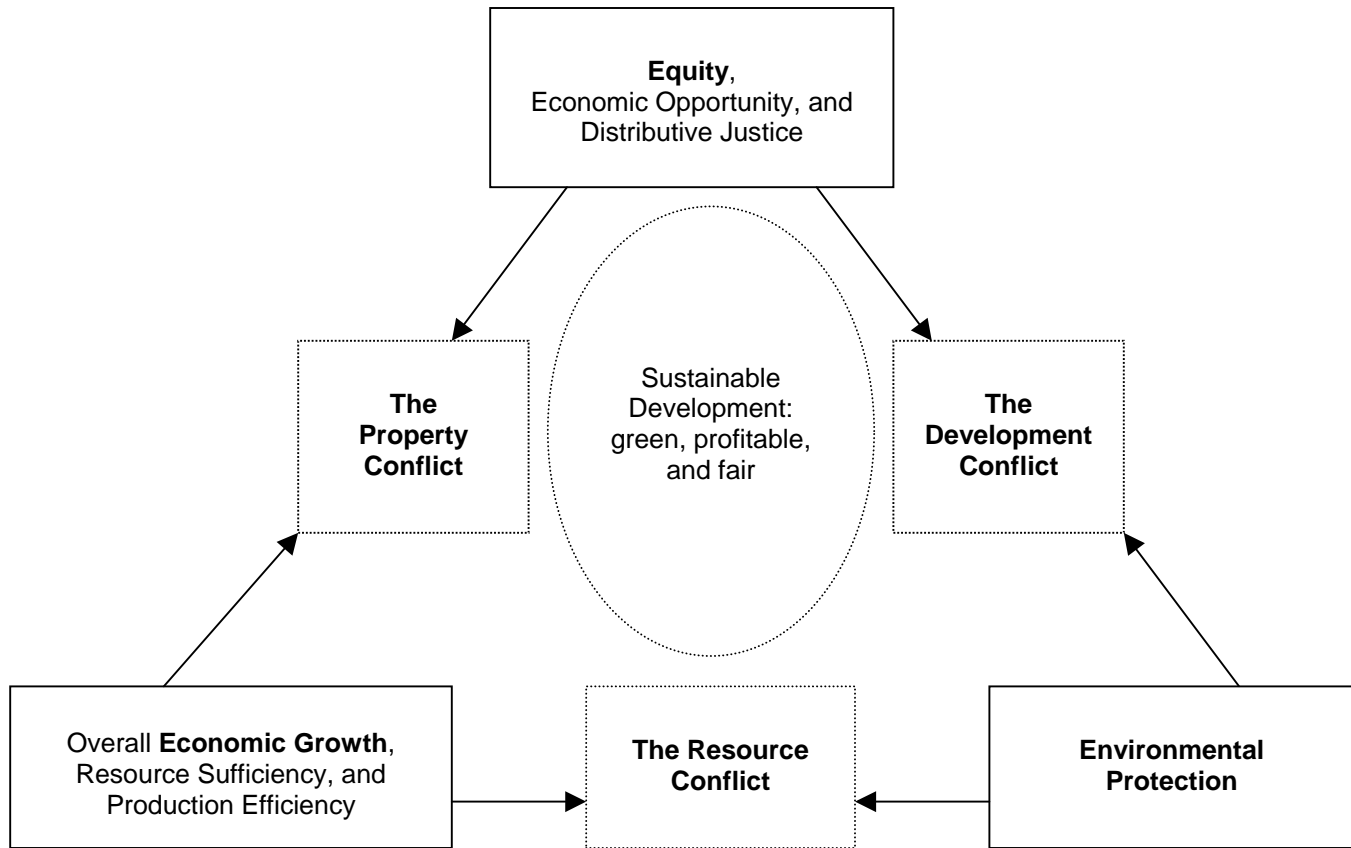 Equity,
Economic Opportunity, and
Distributive Justice
The
Property
Conflict
Sustainable
Development:
green, profitable,
and fair
The
Development
Conflict
Overall Economic Growth,
Resource Sufficiency, and
Production Efficiency
The Resource
Conflict
Environmental
Protection